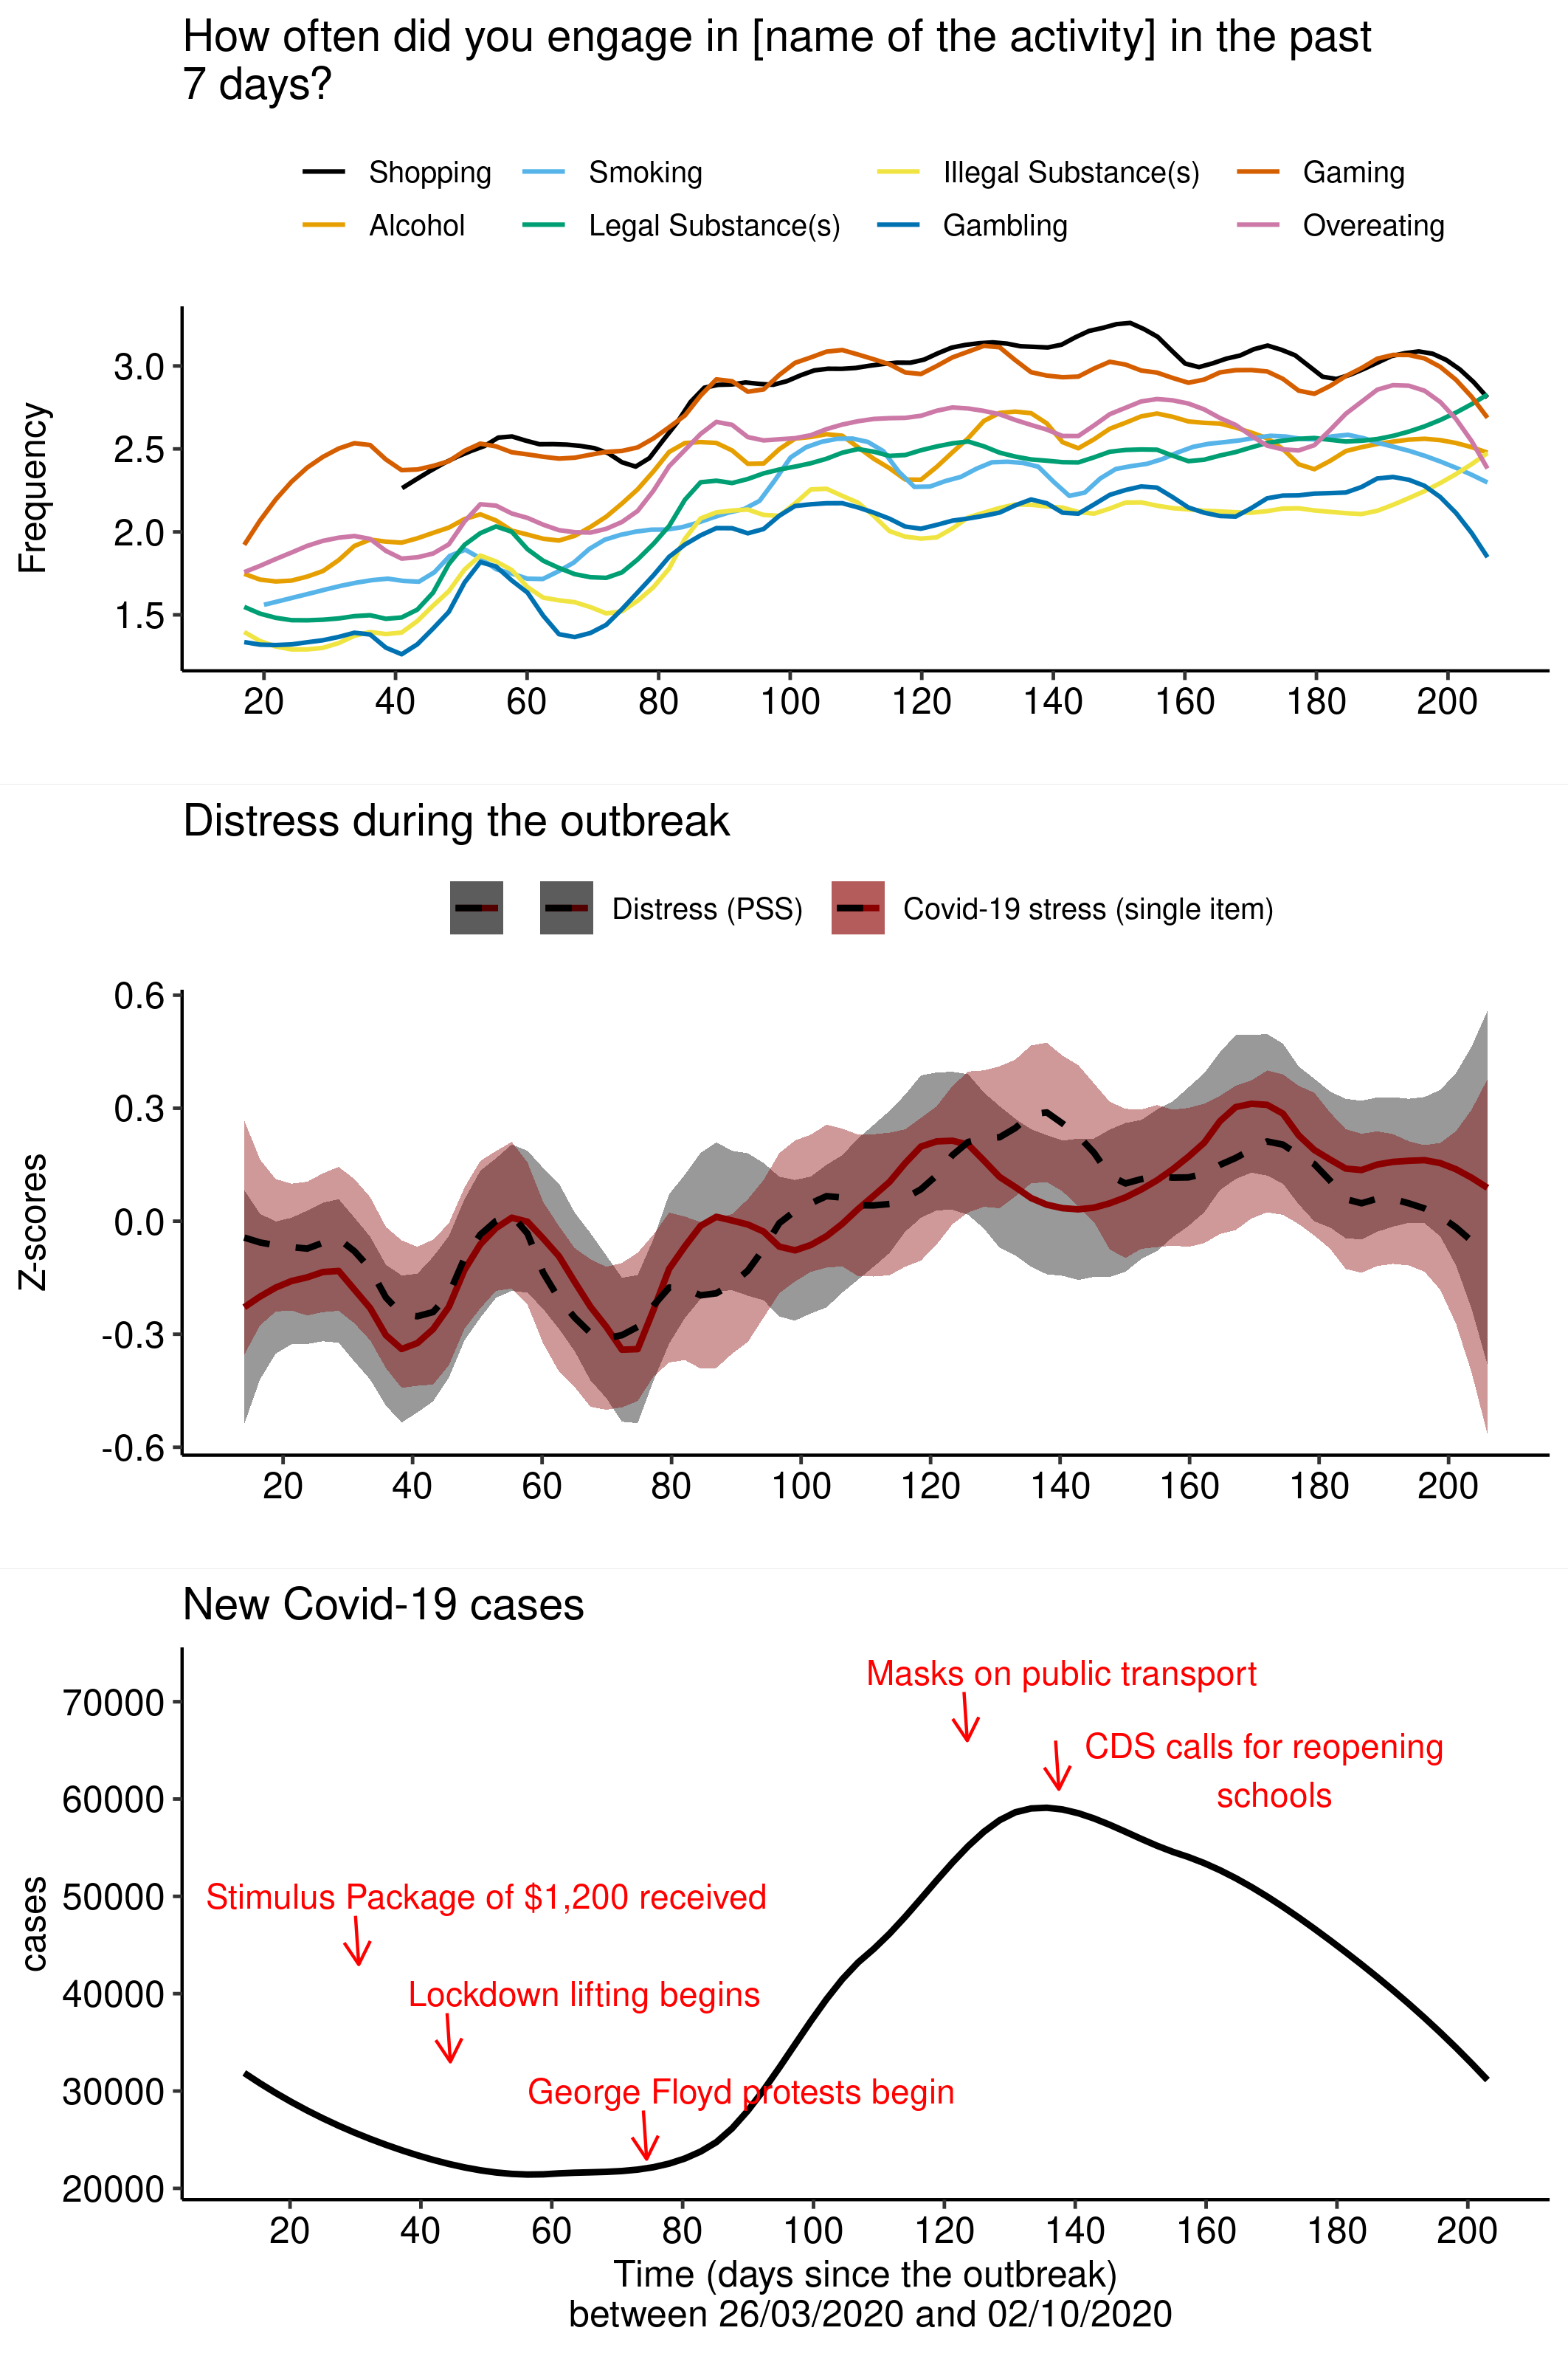 How often did you engage in [name of the activity] in the past
7 days?
Shopping Smoking Illegal Substance(s) Gaming
Alcohol Legal Substance(s) Gambling Overeating
Frequency
3.0
2.5
2.0
1.5
20 40 60 80 100 120 140 160 180 200
Distress during the outbreak
Distress (PSS) Covid-19 stress (single item)
Z-scores
0.6
0.3
0.0
-0.3
-0.6
20 40 60 80 100 120 140 160 180 200
New Covid-19 cases
cases
70000
60000
50000
40000
30000
20000
Masks on public transport
CDS calls for reopening
schools
Stimulus Package of $1,200 received
Lockdown lifting begins
George Floyd protests begin
20 40 60 80 100 120 140 160 180 200
Time (days since the outbreak)
between 26/03/2020 and 02/10/2020